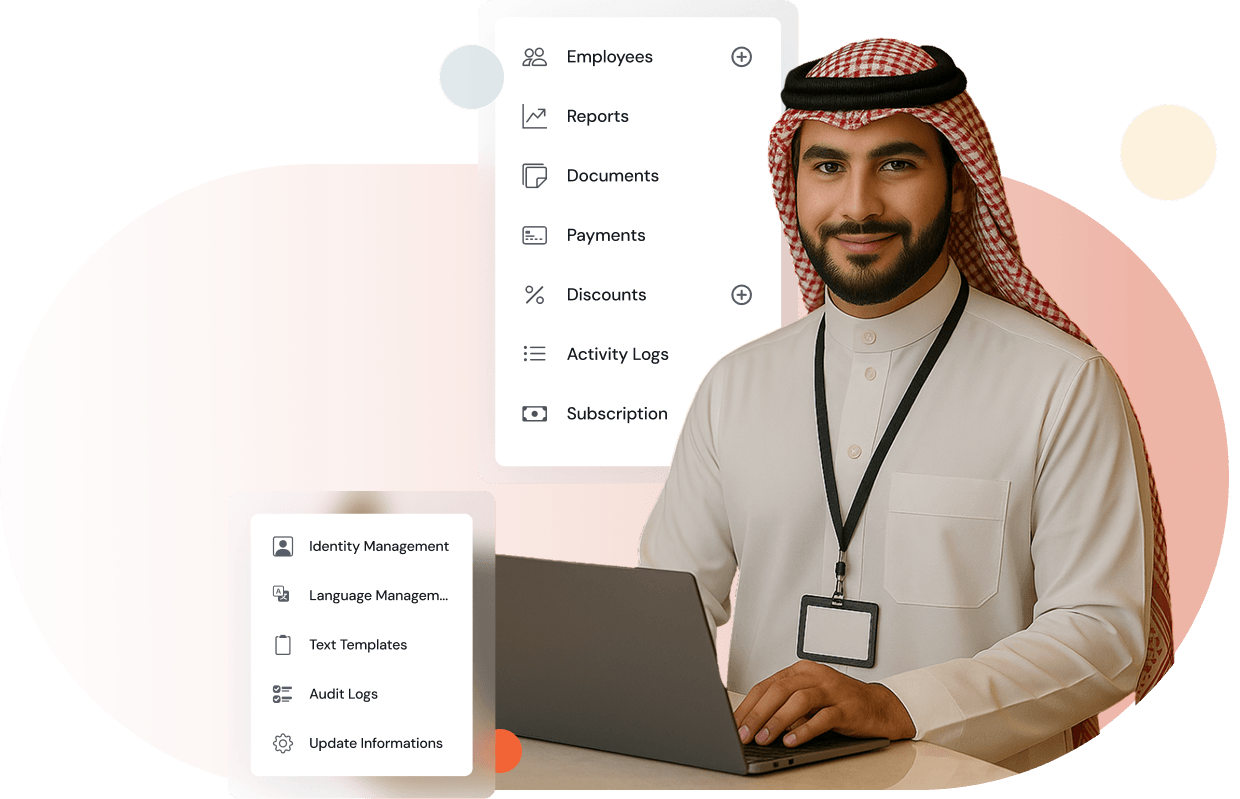 Employees
Reports
Documents
Payments
Discounts
Activity Logs
Subscription
Identity Management
Language Managem...
Text Templates
Audit Logs
Update Informations